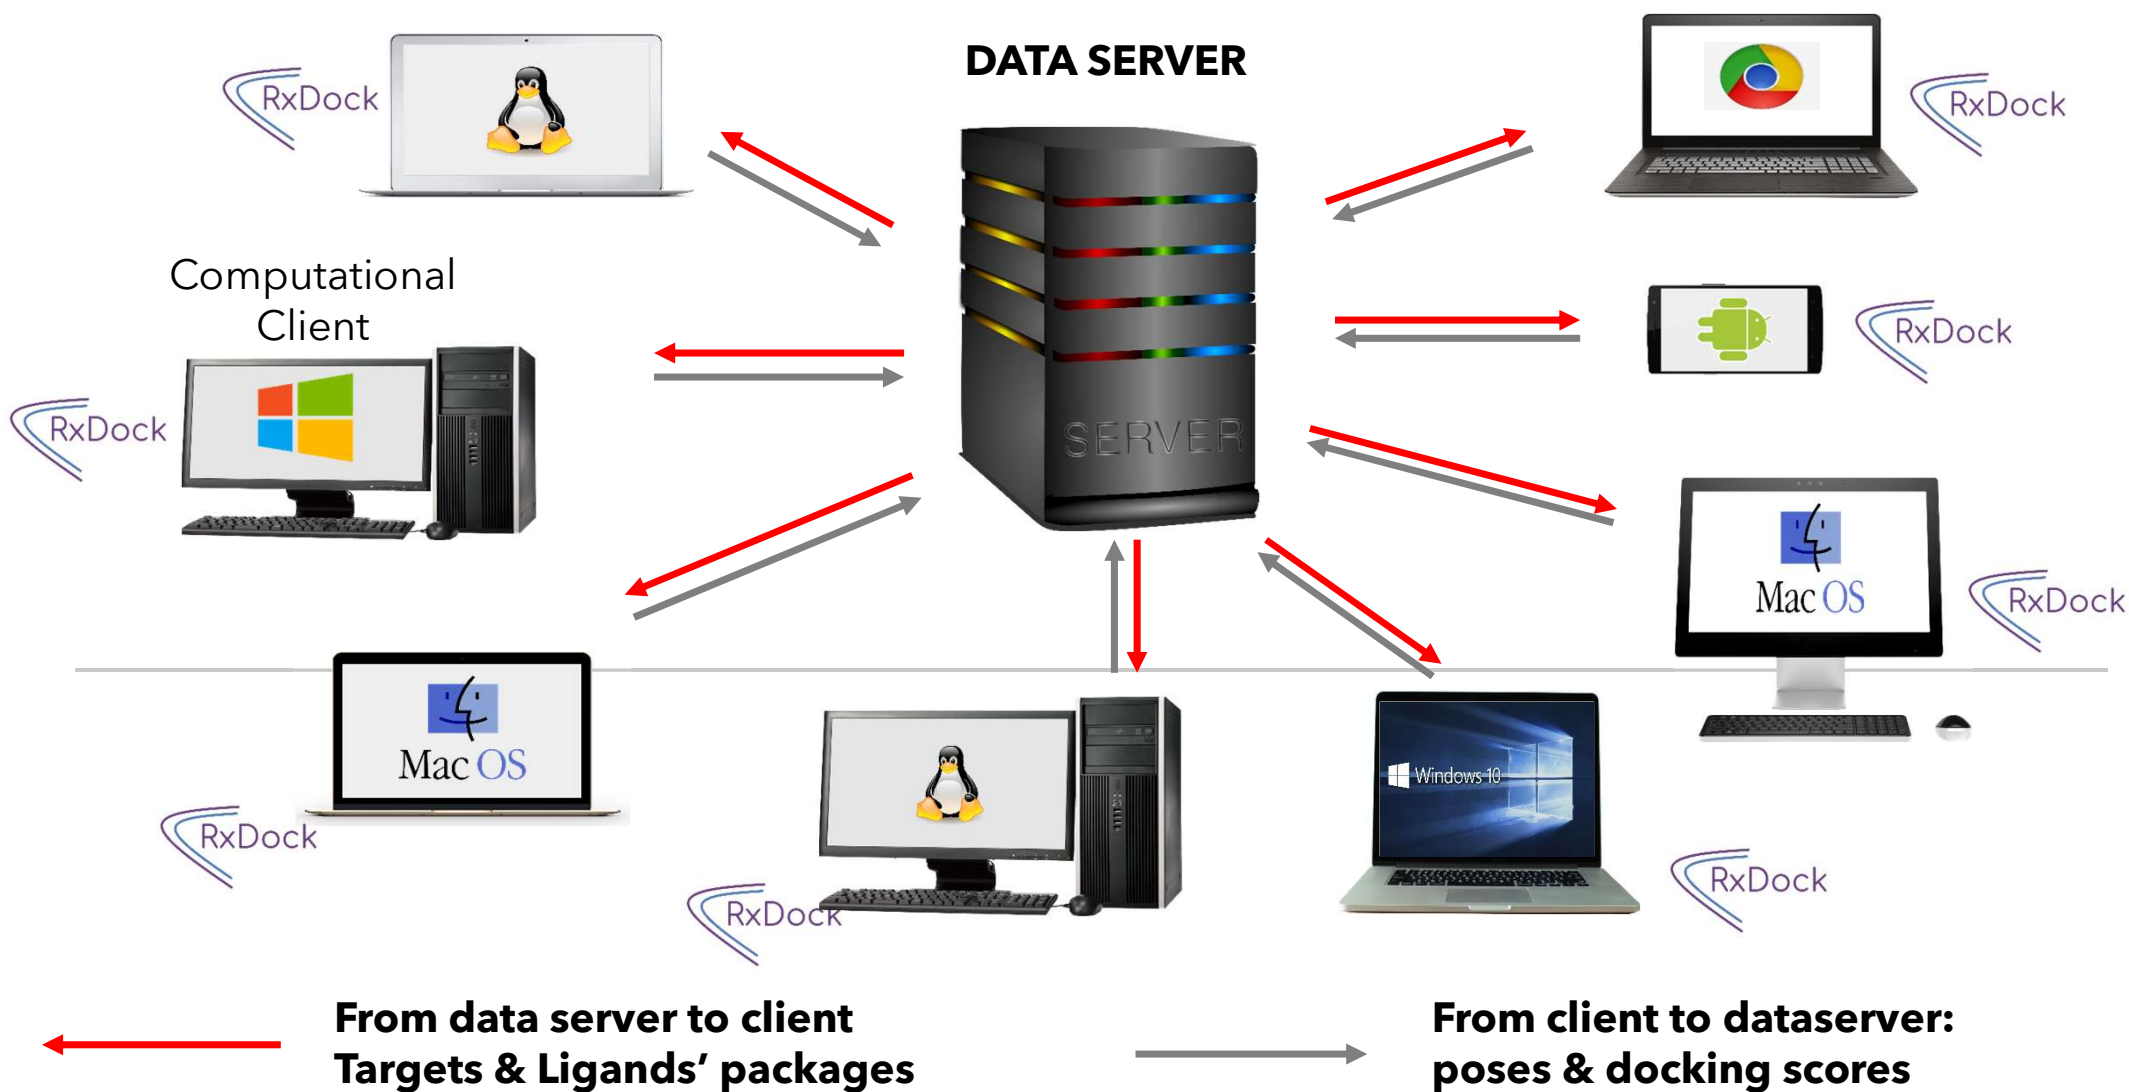 DATA SERVER
RxDock
RxDock
Computational
Client
RxDock
RxDock
SERVER
Mac OS
RxDock
Mac OS
Windows 10
RxDock
RxDock
RxDock
From data server to client
Targets & Ligands’ packages
From client to dataserver:
poses & docking scores